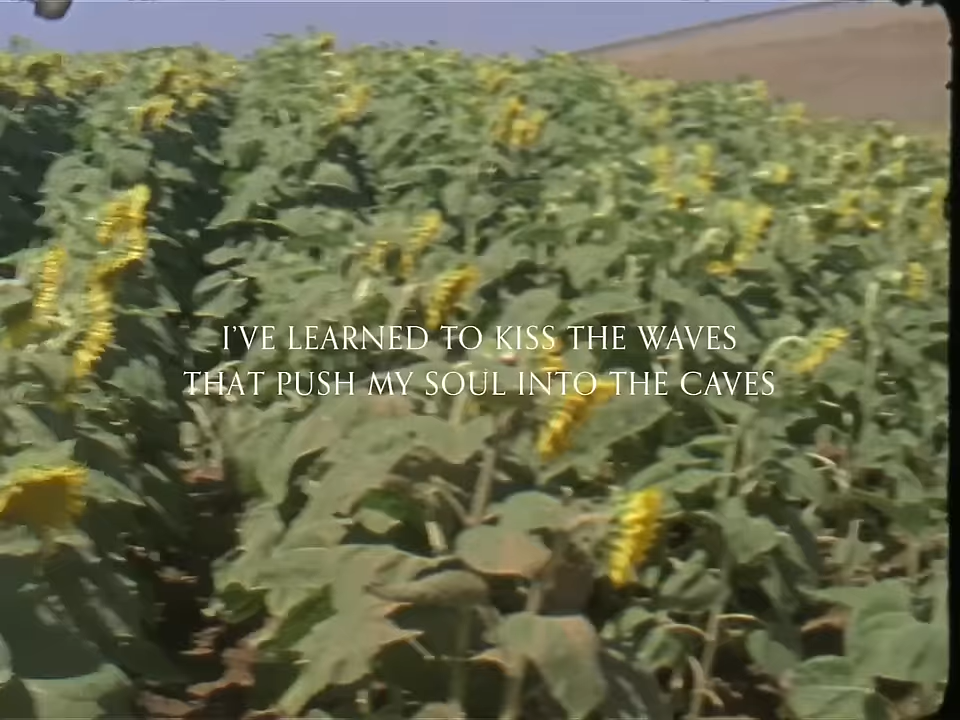 I'VE LEARNED TO KISS THE WAVES
THAT PUSH MY SOUL INTO THE CAVES